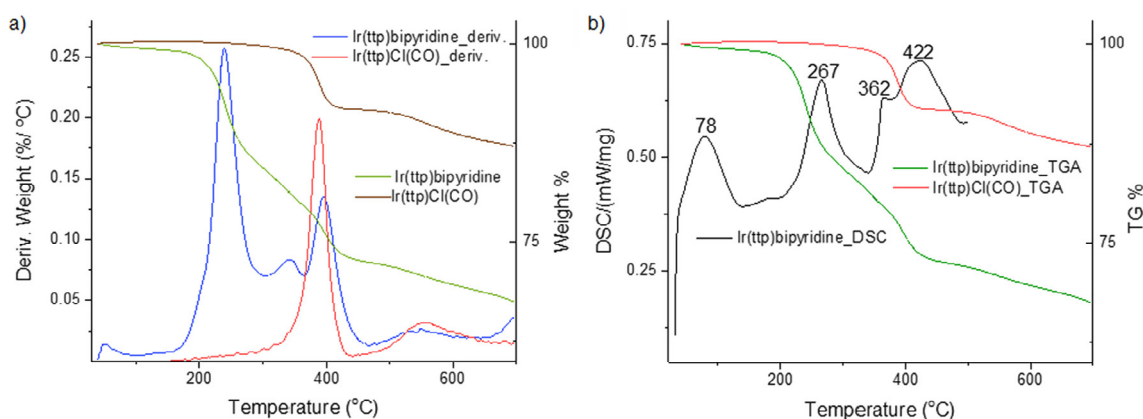 a)
Ir(ttp)bipyridine_deriv.
Ir(ttp)Cl(CO)_deriv.
Ir(ttp)bipyridine
Ir(ttp)Cl(CO)
Deriv. Weight (%/ °C)
0.25
0.20
0.15
0.10
0.05
200
400
600
Temperature (°C)
100
75
Weight %
b)
78
267
362
422
Ir(ttp)bipyridine_TGA
Ir(ttp)Cl(CO)_TGA
Ir(ttp)bipyridine_DSC
DSC/(mW/mg)
0.75
0.50
0.25
200
400
600
Temperature (°C)
100
75
TG %